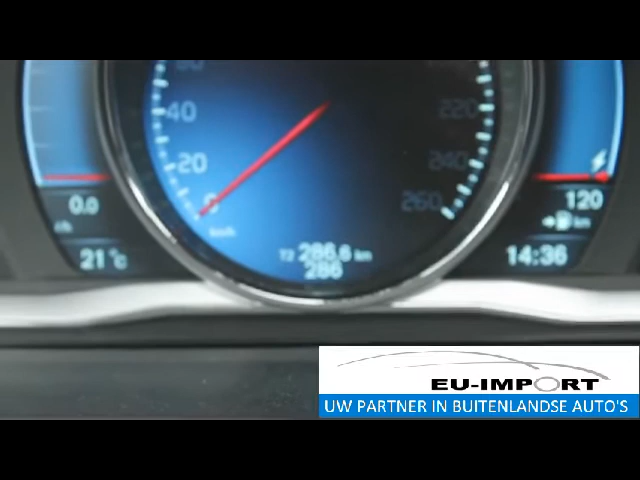 40
220
20
240
0
260
km/h
0.0
120
km
T2 286.6 km
286
21°C
14:36
EU-IMPORT
UW PARTNER IN BUITENLANDSE AUTO'S